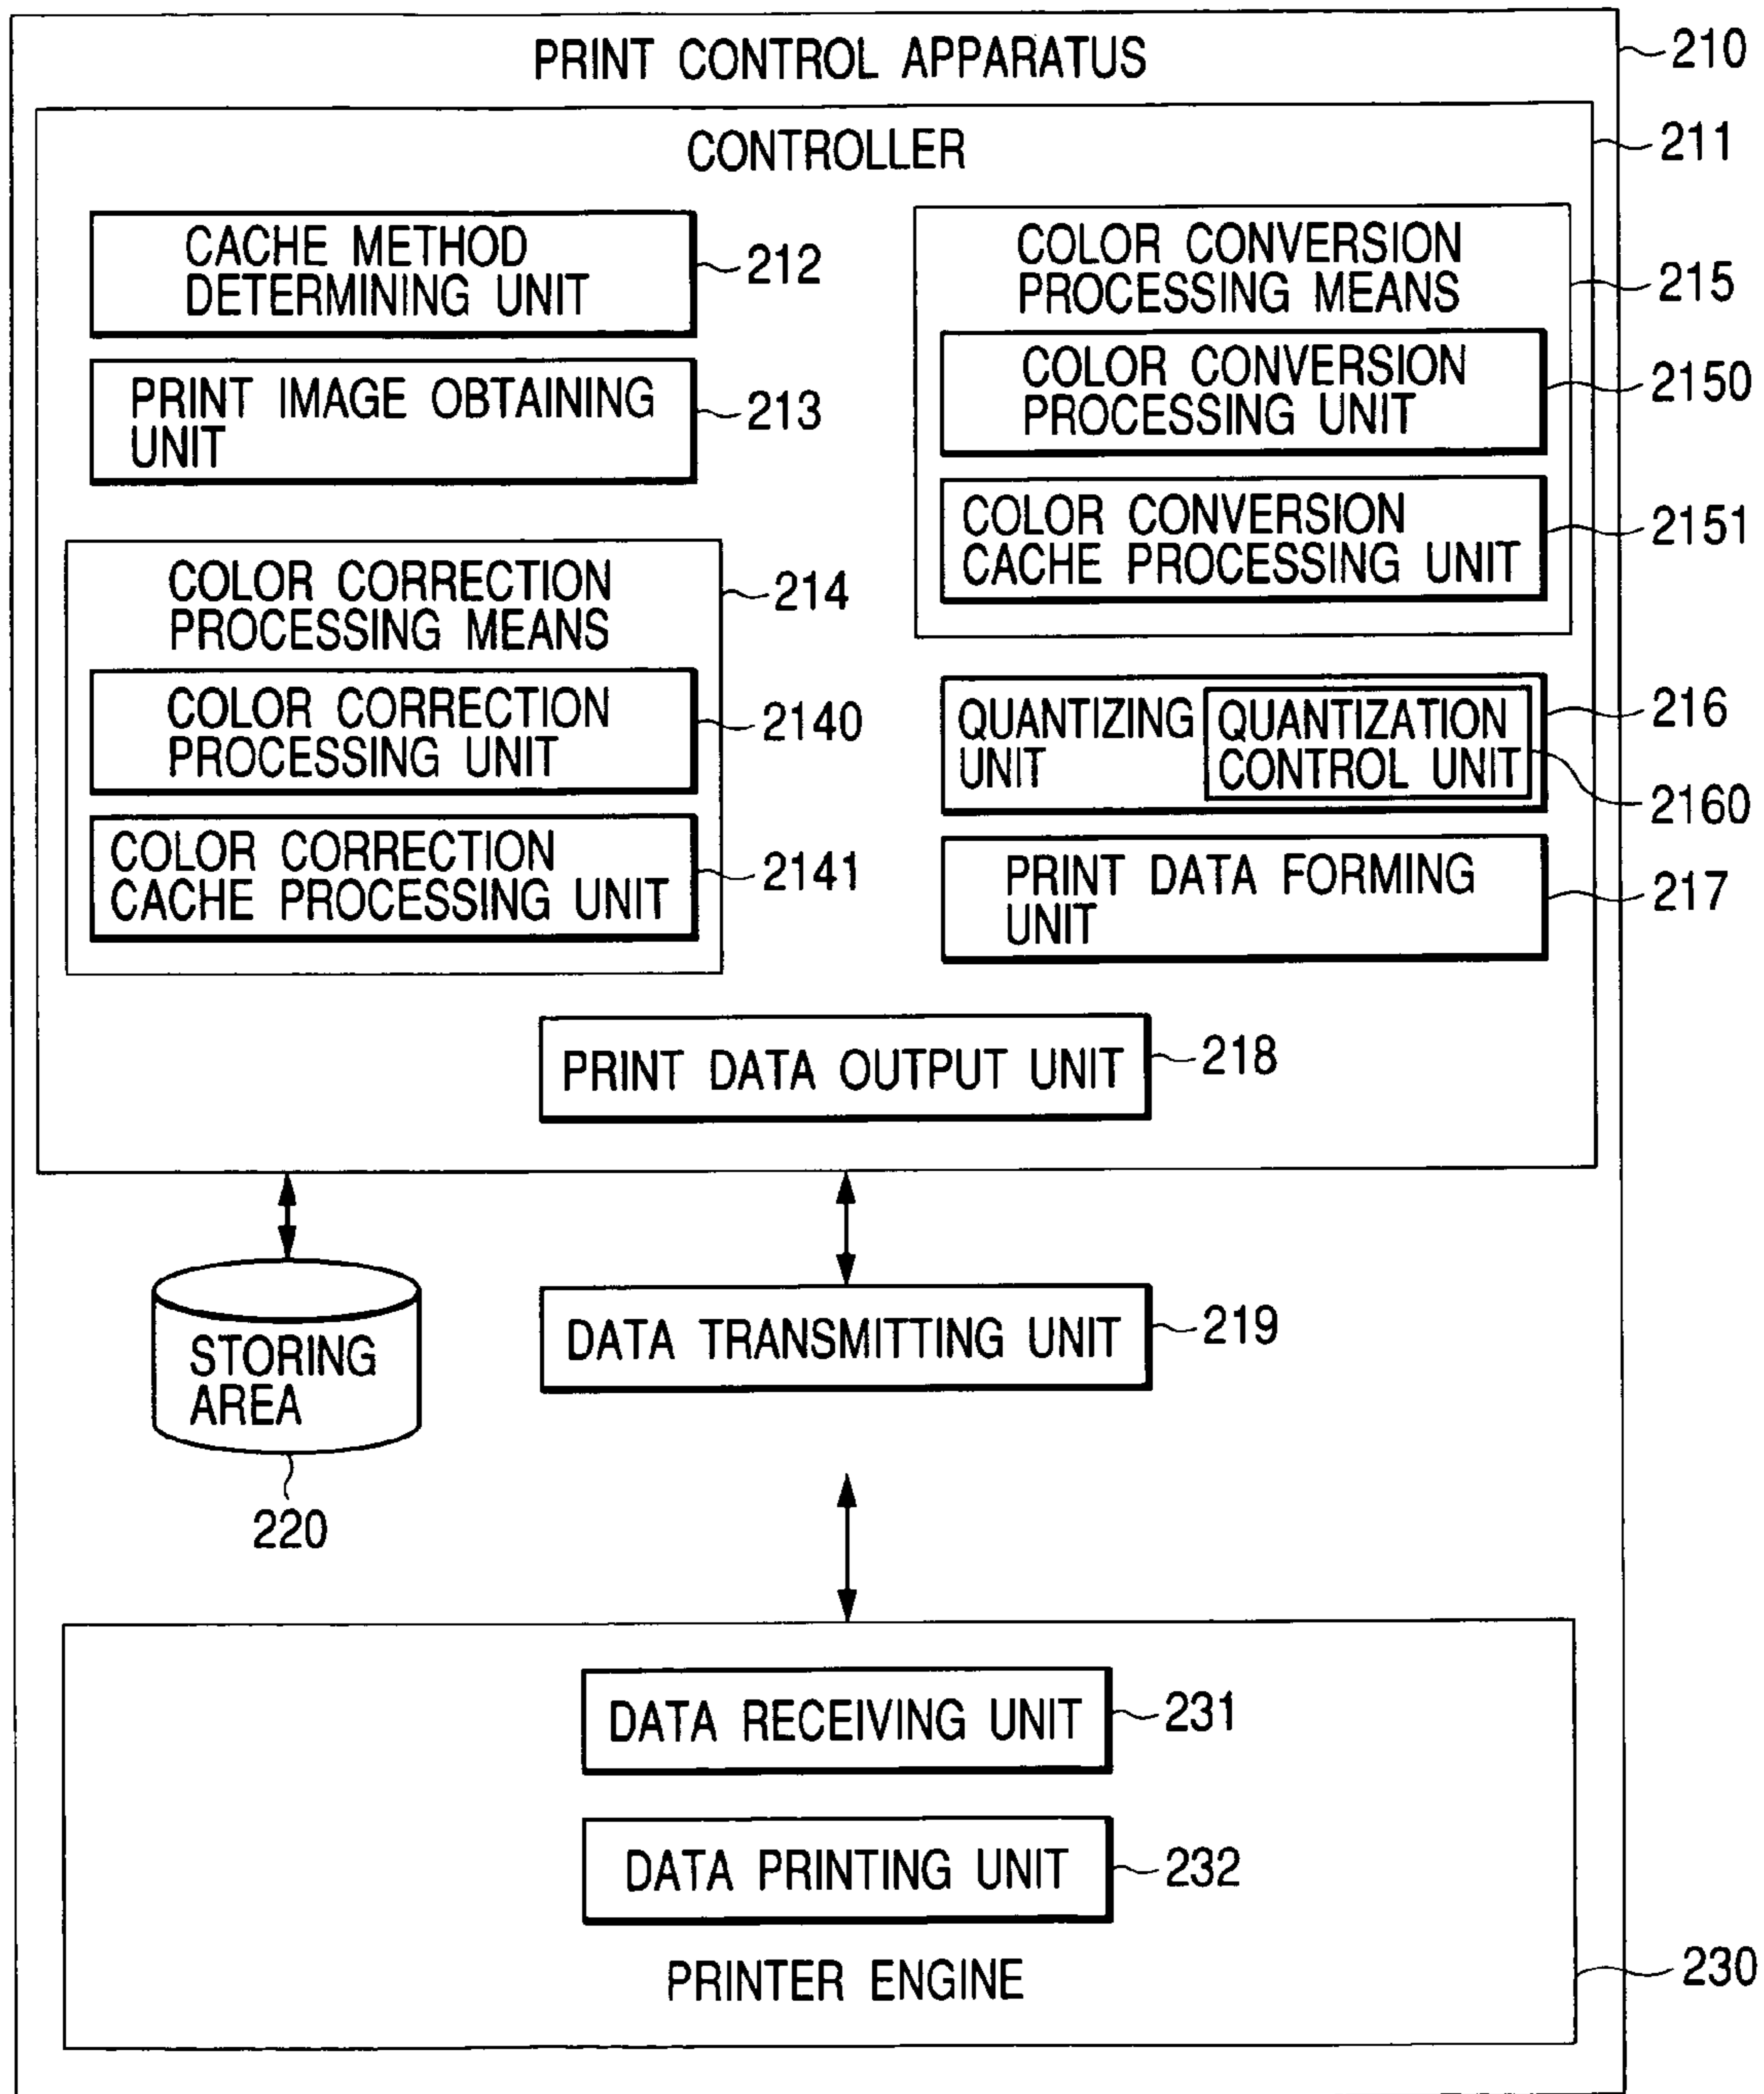 PRINT CONTROL APPARATUS
210
CONTROLLER
211
CACHE METHOD
DETERMINING UNIT
212
PRINT IMAGE OBTAINING
UNIT
213
COLOR CORRECTION
PROCESSING MEANS
214
COLOR CORRECTION
PROCESSING UNIT
2140
COLOR CORRECTION
CACHE PROCESSING UNIT
2141
COLOR CONVERSION
PROCESSING MEANS
215
COLOR CONVERSION
PROCESSING UNIT
2150
COLOR CONVERSION
CACHE PROCESSING UNIT
2151
QUANTIZING
UNIT
QUANTIZATION
CONTROL UNIT
216
2160
PRINT DATA FORMING
UNIT
217
PRINT DATA OUTPUT UNIT
218
STORING
AREA
220
DATA TRANSMITTING UNIT
219
DATA RECEIVING UNIT
231
DATA PRINTING UNIT
232
PRINTER ENGINE
230